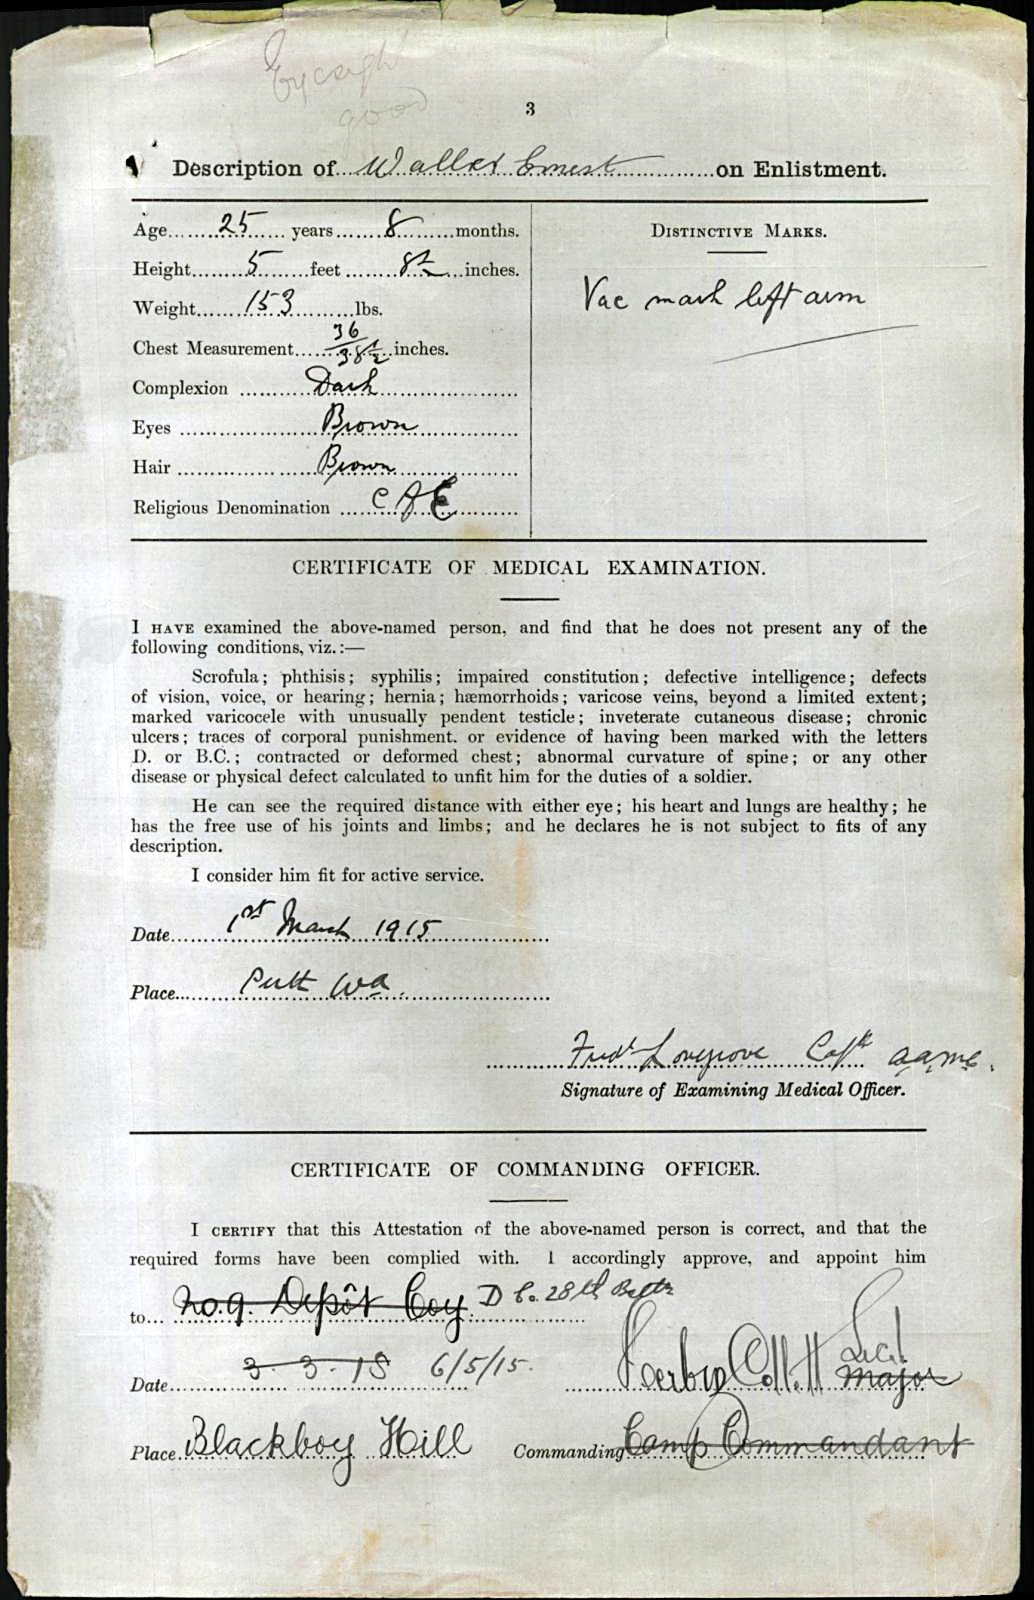 Eyesight
good
3
Description of Walker Ernest on Enlistment.
Age 25 years 8 months.
Height 5 feet 8½ inches.
Weight 153 lbs.
Chest Measurement 36/38½ inches.
Complexion Dark
Eyes Brown
Hair Brown
Religious Denomination C of E
DISTINCTIVE MARKS.
Vac mark left arm
CERTIFICATE OF MEDICAL EXAMINATION.
I HAVE examined the above-named person, and find that he does not present any of the
following conditions, viz.:—
Scrofula; phthisis; syphilis; impaired constitution; defective intelligence; defects
of vision, voice, or hearing; hernia; hæmorrhoids; varicose veins, beyond a limited extent;
marked varicocele with unusually pendent testicle; inveterate cutaneous disease; chronic
ulcers; traces of corporal punishment. or evidence of having been marked with the letters
D. or B.C.; contracted or deformed chest; abnormal curvature of spine; or any other
disease or physical defect calculated to unfit him for the duties of a soldier.
He can see the required distance with either eye; his heart and lungs are healthy; he
has the free use of his joints and limbs; and he declares he is not subject to fits of any
description.
I consider him fit for active service.
Date 1st March 1915
Place Perth Wa.
Fredk Lovegrove Captn a.a.m.c.
Signature of Examining Medical Officer.
CERTIFICATE OF COMMANDING OFFICER.
I CERTIFY that this Attestation of the above-named person is correct, and that the
required forms have been complied with. I accordingly approve, and appoint him
to No. 9 Depôt Coy. D Co. 28th Battn
Date 3.3.15 6/5/15.
Herbert Collett Lt Col major
Place Blackboy Hill Commanding Camp Commandant